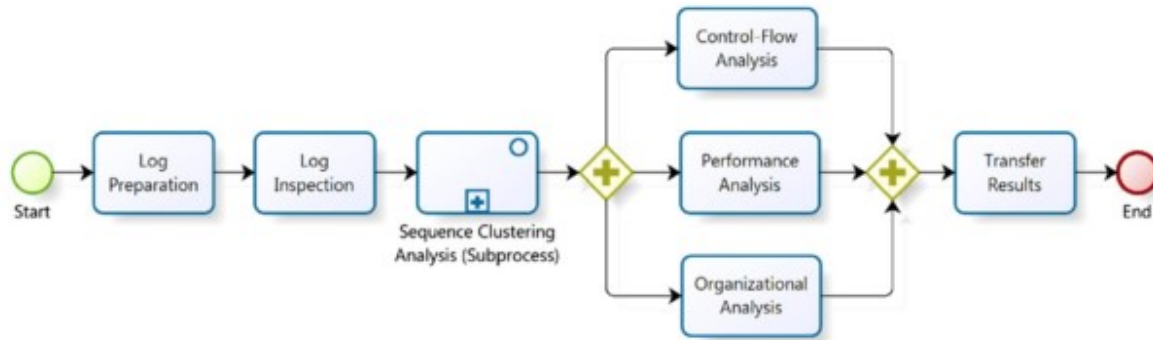 Start
Log
Preparation
Log
Inspection
Sequence Clustering
Analysis (Subprocess)
Control-Flow
Analysis
Performance
Analysis
Organizational
Analysis
Transfer
Results
End